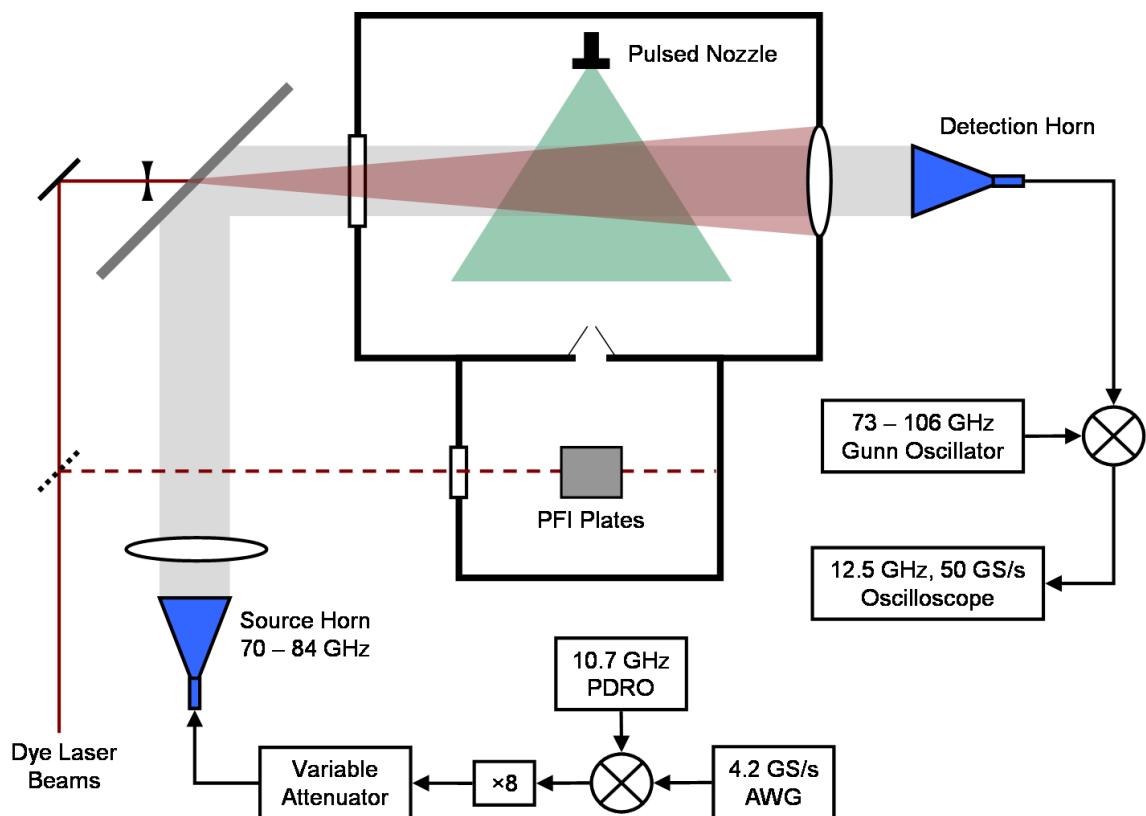 Pulsed Nozzle
Detection Horn
73 – 106 GHz
Gunn Oscillator
PFI Plates
12.5 GHz, 50 GS/s
Oscilloscope
Source Horn
70 – 84 GHz
10.7 GHz
PDRO
Dye Laser
Beams
Variable
Attenuator
×8
4.2 GS/s
AWG